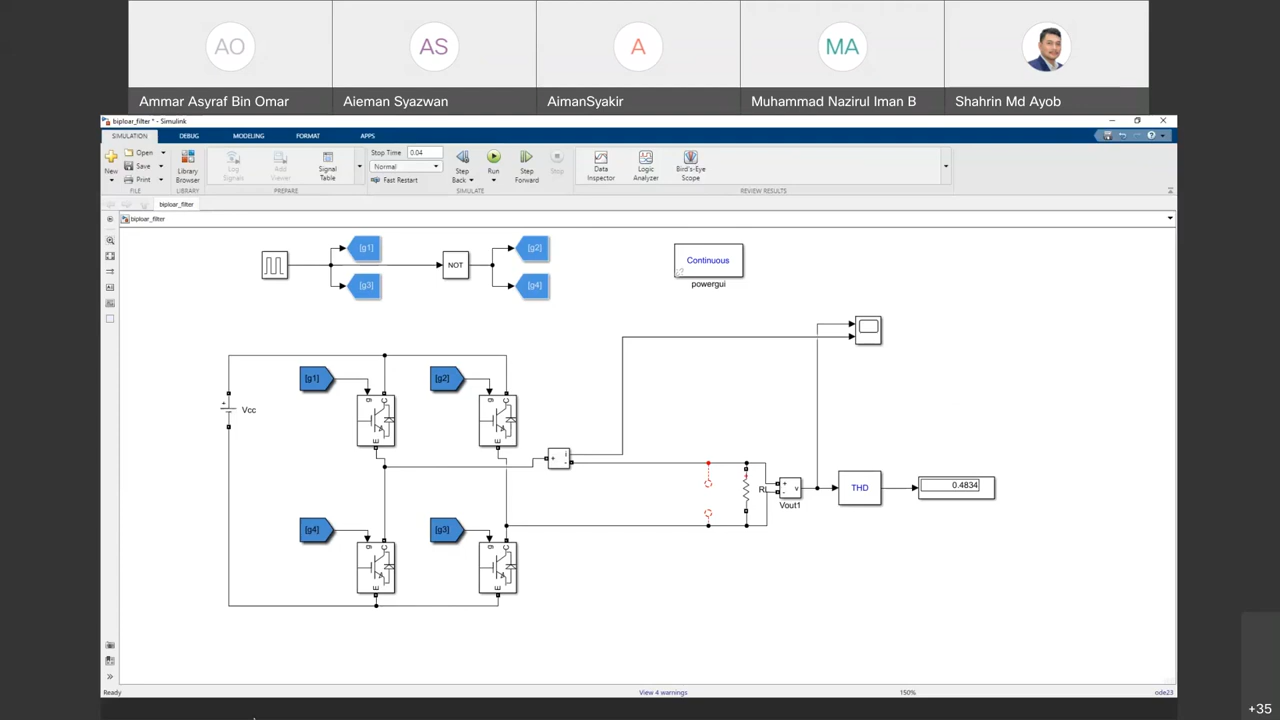 AO
AS
A
MA
Ammar Asyraf Bin Omar
Aieman Syazwan
AimanSyakir
Muhammad Nazirul Iman B
Shahrin Md Ayob
biploar_filter * - Simulink
SIMULATION
DEBUG
MODELING
FORMAT
APPS
New
Open
Save
Print
FILE
Library
Browser
LIBRARY
Log
Signals
Add
Viewer
Signal
Table
PREPARE
Stop Time
0.04
Normal
Fast Restart
Step
Back
Run
Step
Forward
Stop
SIMULATE
Data
Inspector
Logic
Analyzer
Bird's-Eye
Scope
REVIEW RESULTS
biploar_filter
biploar_filter
[g1]
[g3]
NOT
[g2]
[g4]
Continuous
powergui
[g1]
[g2]
g
C
E
g
C
E
+
Vcc
+
i
-
RL
+
-
v
Vout1
THD
0.4834
[g4]
[g3]
g
C
E
g
C
E
Ready
View 4 warnings
150%
ode23
+35